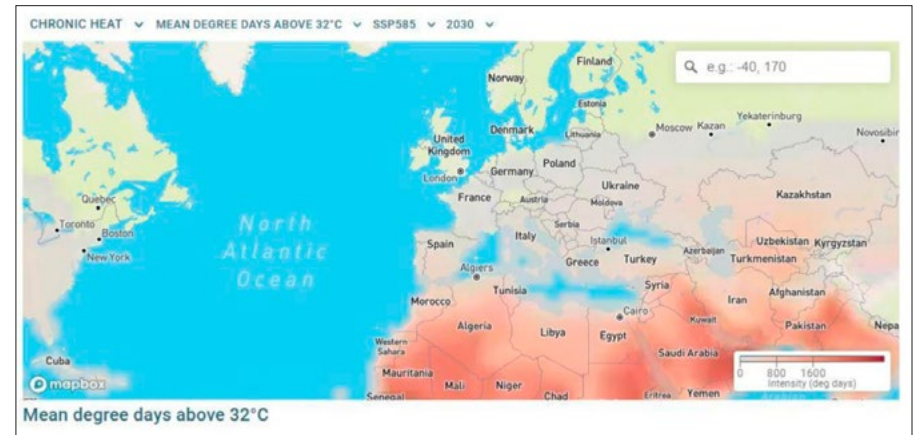 CHRONIC HEAT MEAN DEGREE DAYS ABOVE 32°C SSP585 2030
e.g.: -40, 170
Finland
Norway
Estonia
Yekaterinburg
Moscow Kazan
Novosibir
Denmark
Lithuania
United
Kingdom
London
Germany
Poland
Ukraine
Kazakhstan
France
Austria
Moldova
Quebec
Toronto
Boston
New York
North
Atlantic
Ocean
Serbia
Italy
Istanbul
Spain
Greece
Turkey
Azerbaijan
Uzbekistan Kyrgyzstan
Turkmenistan
Algiers
Tunisia
Syria
Iran
Afghanistan
Morocco
Cairo
Kuwait
Pakistan
Nepa
Algeria
Libya
Egypt
Western
Sahara
Saudi Arabia
Cuba
Mauritania
Mali
Niger
Chad
Senegal
Eritrea
Yemen
Arabian
0 800 1600
Intensity (deg days)
mapbox
Mean degree days above 32°C